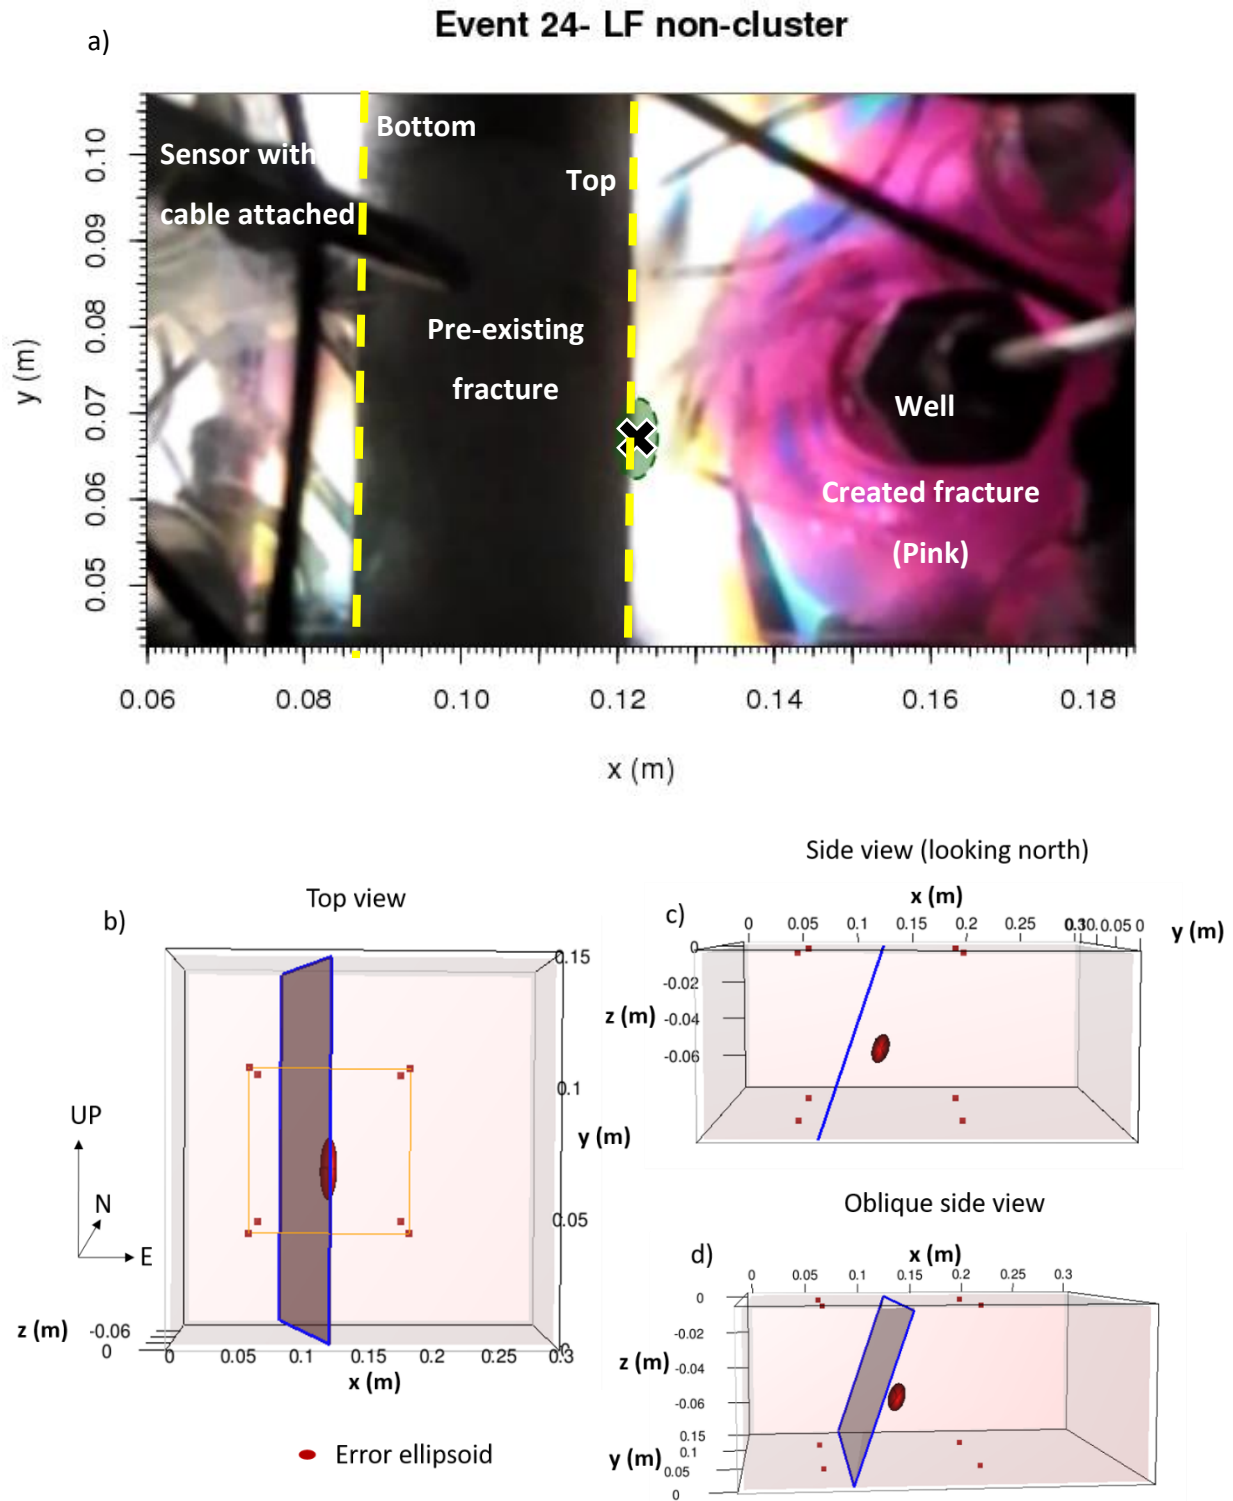 Event 24- LF non-cluster
a)
Bottom
Sensor with
Top
cable attached
Pre-existing
fracture
Well
Created fracture
(Pink)
y (m)
0.10
0.09
0.08
0.07
0.06
0.05
0.06 0.08 0.10 0.12 0.14 0.16 0.18
x (m)
Top view
b)
0.15
0.1
y (m)
0.05
0
UP
N
E
z (m)
-0.06
0
0 0.05 0.1 0.15 0.2 0.25 0.3
x (m)
Error ellipsoid
Side view (looking north)
c)
x (m)
0 0.05 0.1 0.15 0.2 0.25 0.3 0.1 0.05 0
y (m)
0
-0.02
z (m)
-0.04
-0.06
Oblique side view
d)
x (m)
0 0.05 0.1 0.15 0.2 0.25 0.3
0
-0.02
z (m)
-0.04
-0.06
0.15
0.1
y (m)
0.05
0